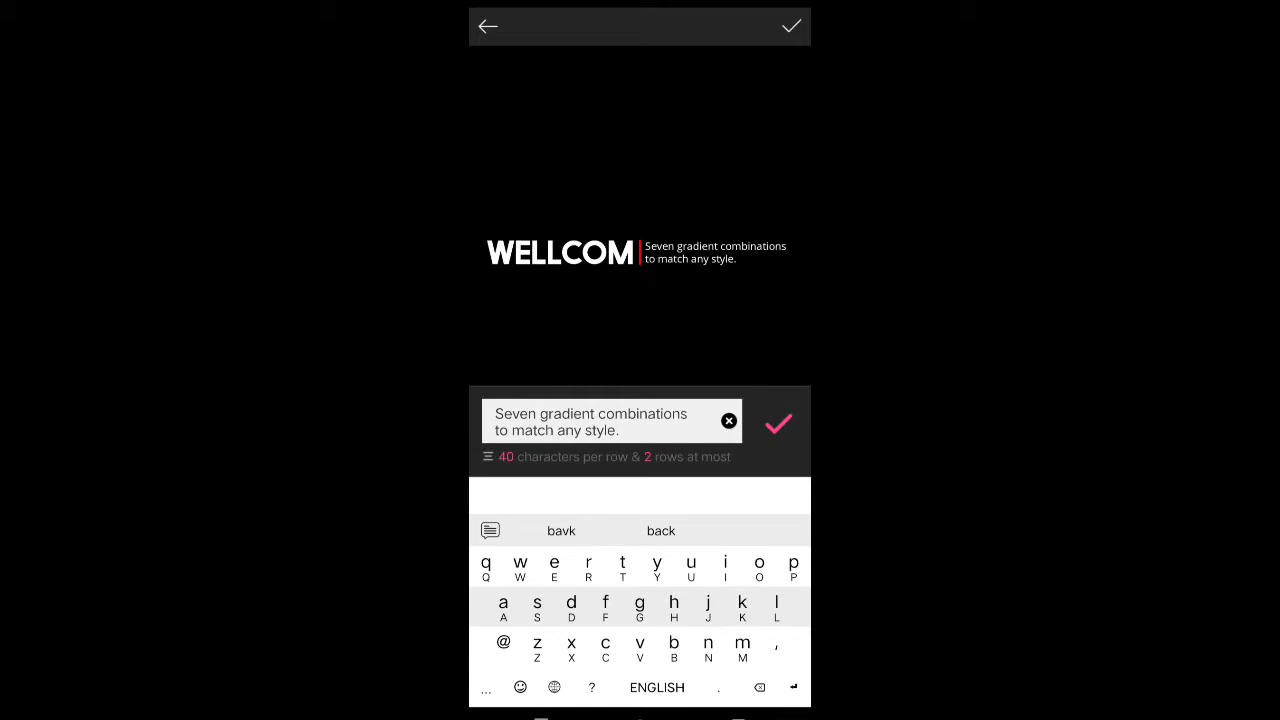 WELLCOM
Seven gradient combinations
to match any style.
Seven gradient combinations
to match any style.
40 characters per row & 2 rows at most
bavk back
q w e r t y u i o p
Q W E R T Y U I O P
a s d f g h j k l
A S D F G H J K L
@ z x c v b n m ,
Z X C V B N M
... ? ENGLISH .